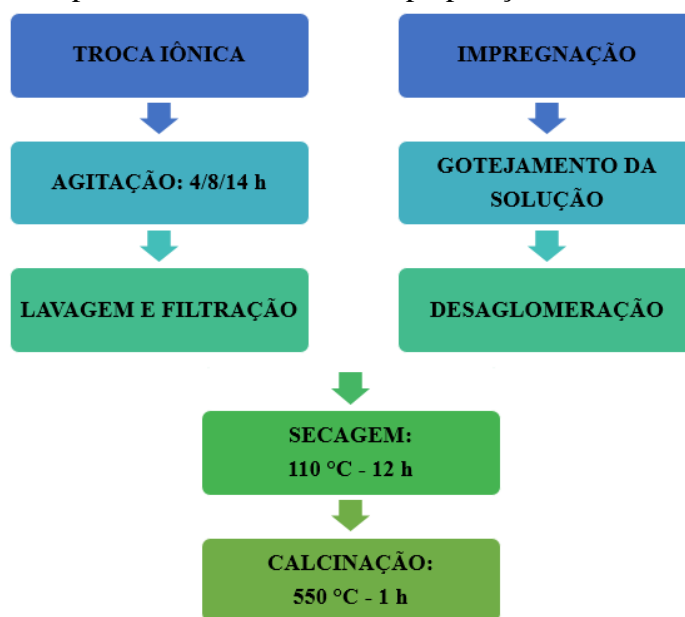 TROCA IÔNICA
AGITAÇÃO: 4/8/14 h
LAVAGEM E FILTRAÇÃO
IMPREGNAÇÃO
GOTEJAMENTO DA
SOLUÇÃO
DESAGLOMERAÇÃO
SECAGEM:
110 °C - 12 h
CALCINAÇÃO:
550 °C - 1 h